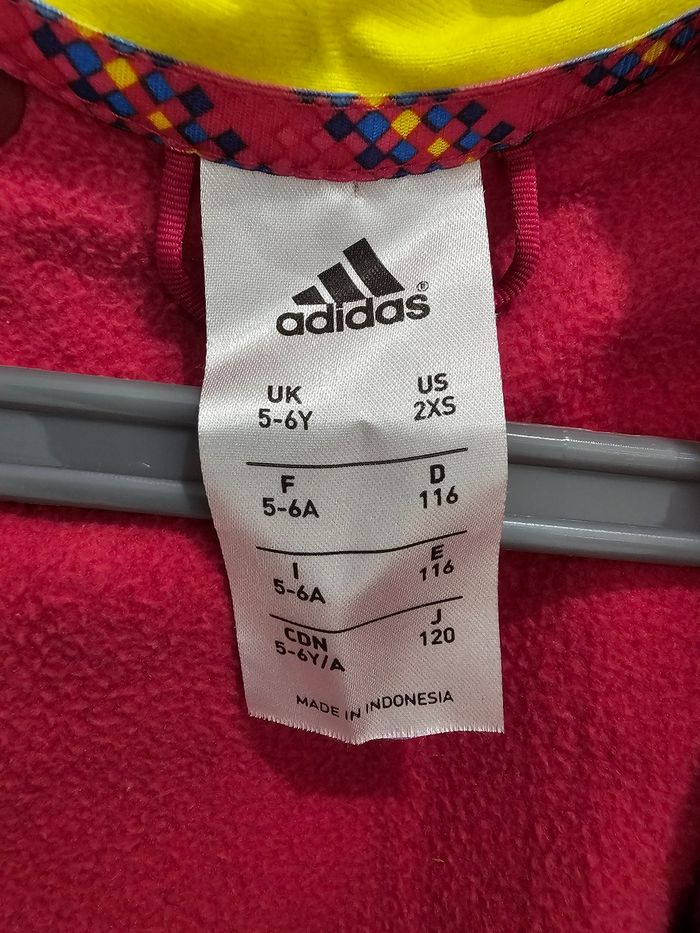 adidas®
UK US
5-6Y 2XS
F D
5-6A 116
I E
5-6A 116
CDN J
5-6Y/A 120
MADE IN INDONESIA